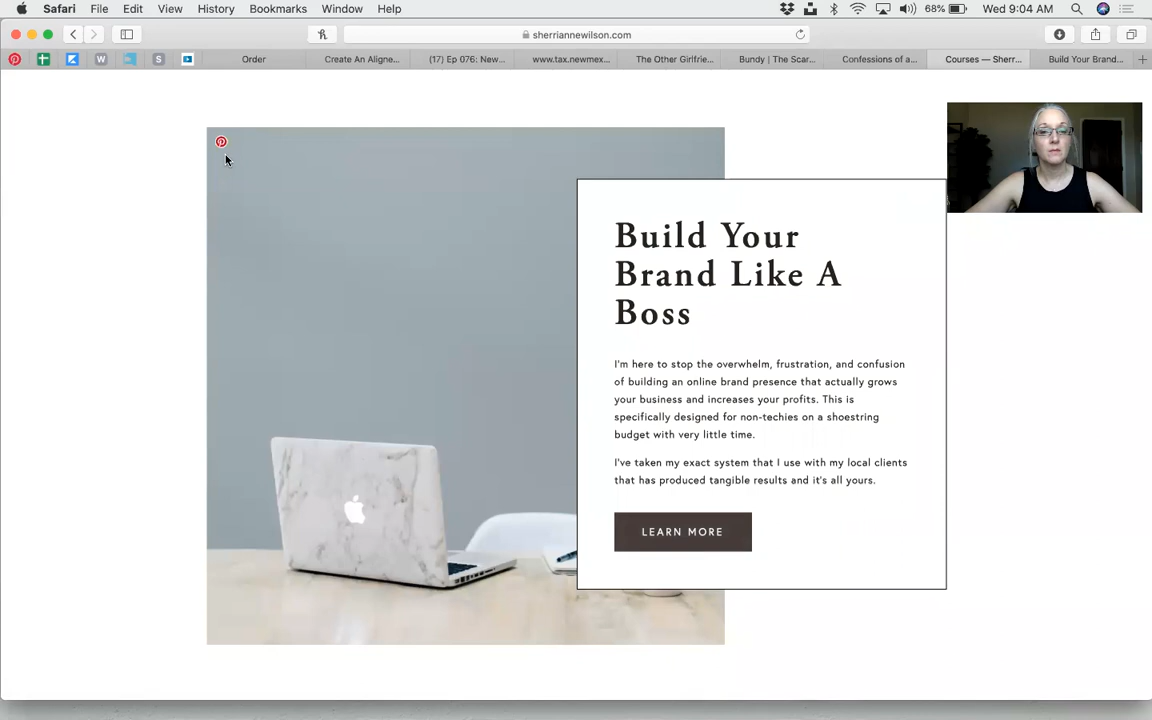 Safari File Edit View History Bookmarks Window Help 68% Wed 9:04 AM
sherriannewilson.com
W S Order Create An Aligne... (17) Ep 076: New... www.tax.newmex... The Other Girlfrie... Bundy | The Scar... Confessions of a... Courses — Sherr... Build Your Brand...
Build Your
Brand Like A
Boss
I'm here to stop the overwhelm, frustration, and confusion
of building an online brand presence that actually grows
your business and increases your profits. This is
specifically designed for non-techies on a shoestring
budget with very little time.
I've taken my exact system that I use with my local clients
that has produced tangible results and it's all yours.
LEARN MORE